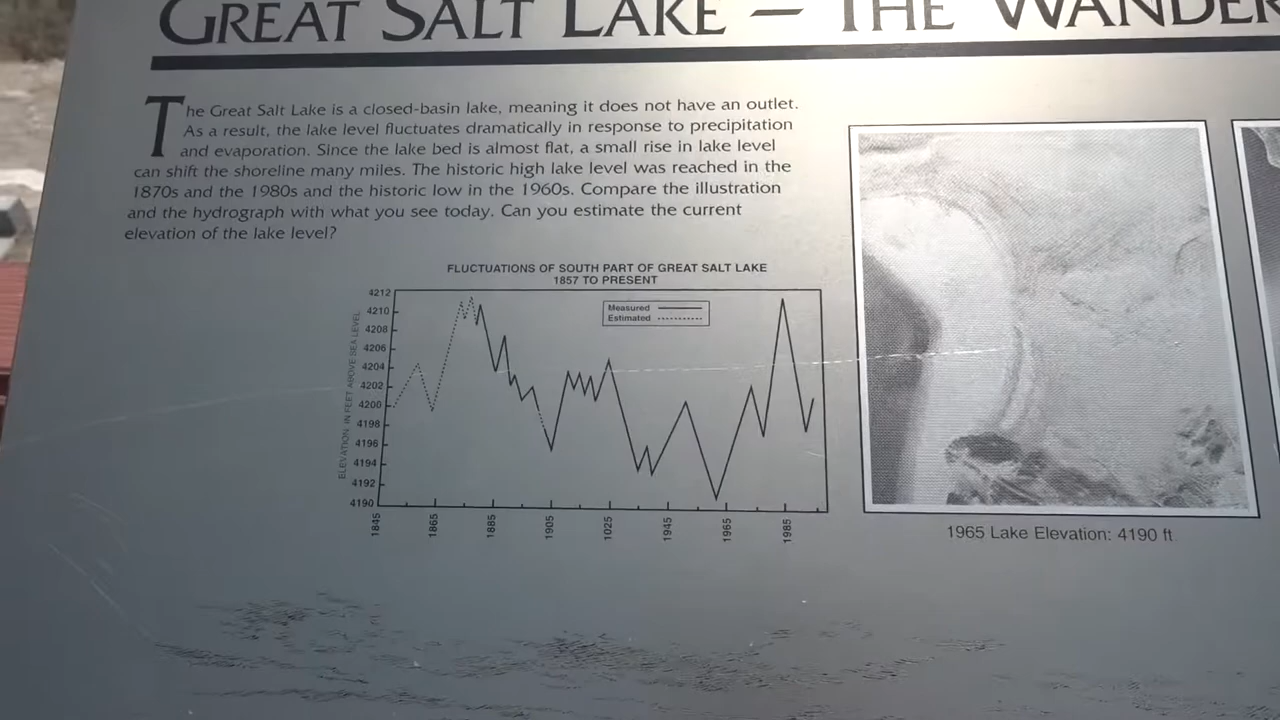 GREAT SALT LAKE – THE WANDER
The Great Salt Lake is a closed-basin lake, meaning it does not have an outlet.
As a result, the lake level fluctuates dramatically in response to precipitation
and evaporation. Since the lake bed is almost flat, a small rise in lake level
can shift the shoreline many miles. The historic high lake level was reached in the
1870s and the 1980s and the historic low in the 1960s. Compare the illustration
and the hydrograph with what you see today. Can you estimate the current
elevation of the lake level?
FLUCTUATIONS OF SOUTH PART OF GREAT SALT LAKE
1857 TO PRESENT
ELEVATION, IN FEET ABOVE SEA LEVEL
4212
4210
4208
4206
4204
4202
4200
4198
4196
4194
4192
4190
Measured
Estimated
1845
1865
1885
1905
1025
1945
1965
1985
1965 Lake Elevation: 4190 ft.